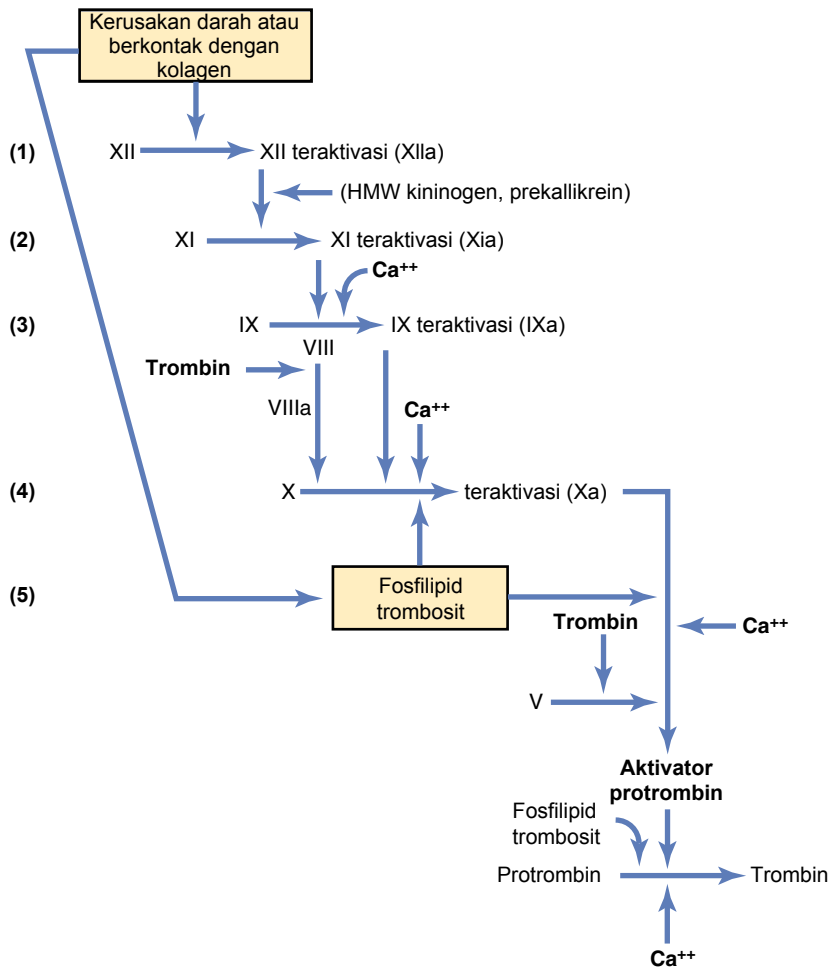 Kerusakan darah atau
berkontak dengan
kolagen
(1) XII XII teraktivasi (XIIa)
(HMW kininogen, prekallikrein)
(2) XI XI teraktivasi (Xia)
Ca++
(3) IX IX teraktivasi (IXa)
VIII
Trombin
VIIIa Ca++
(4) X teraktivasi (Xa)
(5) Fosfilipid
trombosit
Trombin Ca++
V
Aktivator
protrombin
Fosfilipid
trombosit
Protrombin Trombin
Ca++